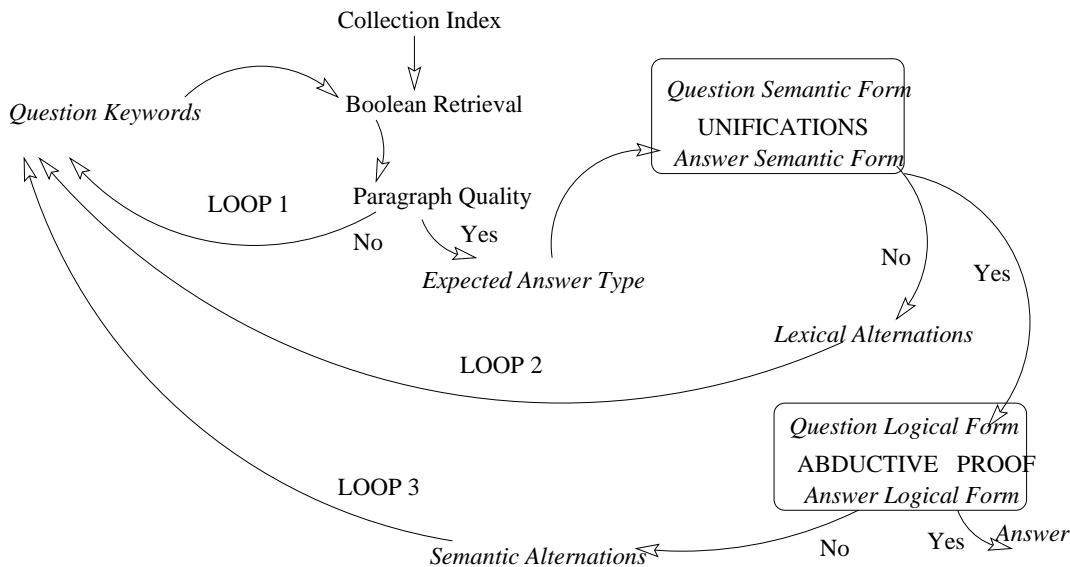 Collection Index
Question Keywords
Boolean Retrieval
Question Semantic Form
UNIFICATIONS
Answer Semantic Form
Paragraph Quality
LOOP 1
No
Yes
Expected Answer Type
No
Yes
Lexical Alternations
LOOP 2
Question Logical Form
ABDUCTIVE PROOF
Answer Logical Form
LOOP 3
Semantic Alternations
No
Yes
Answer